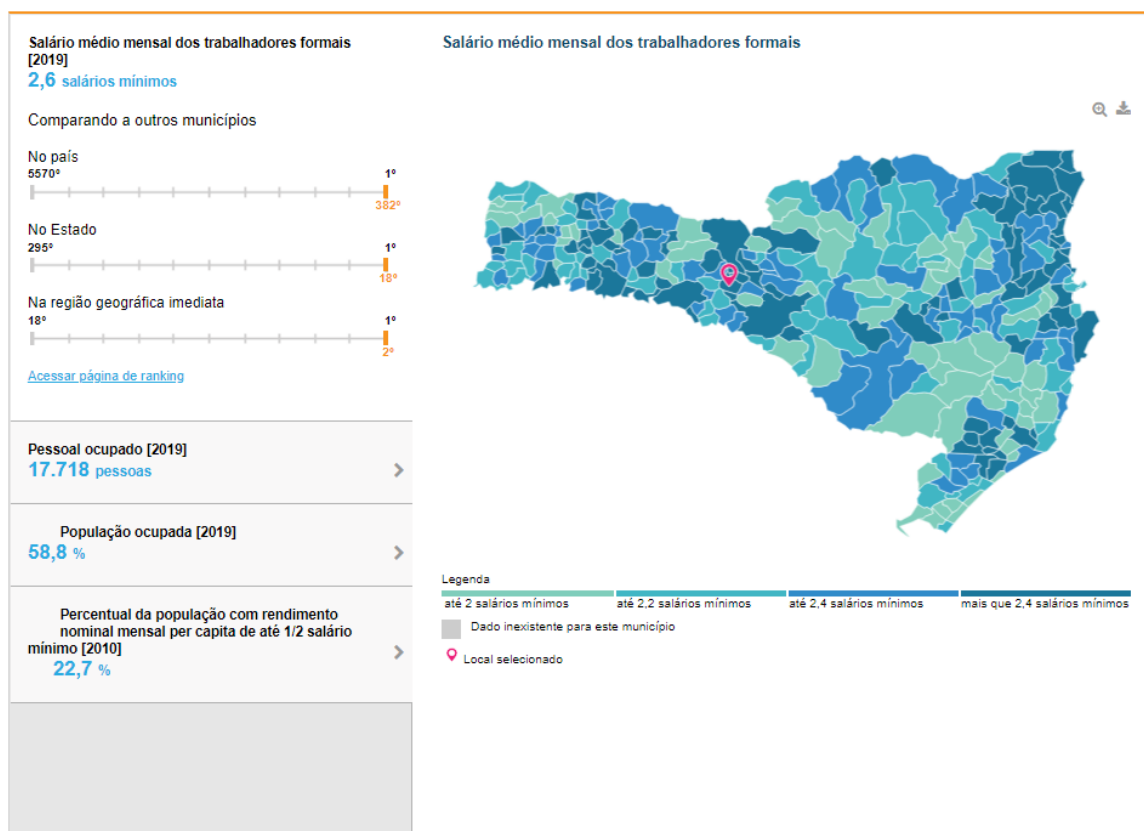 Salário médio mensal dos trabalhadores formais
[2019]
2,6 salários mínimos
Comparando a outros municípios
No país
5570º 1º
382º
No Estado
295º 1º
18º
Na região geográfica imediata
18º 1º
2º
Acessar página de ranking
Pessoal ocupado [2019]
17.718 pessoas
População ocupada [2019]
58,8 %
Percentual da população com rendimento
nominal mensal per capita de até 1/2 salário
mínimo [2010]
22,7 %
Salário médio mensal dos trabalhadores formais
Legenda
até 2 salários mínimos
até 2,2 salários mínimos
até 2,4 salários mínimos
mais que 2,4 salários mínimos
Dado inexistente para este município
Local selecionado